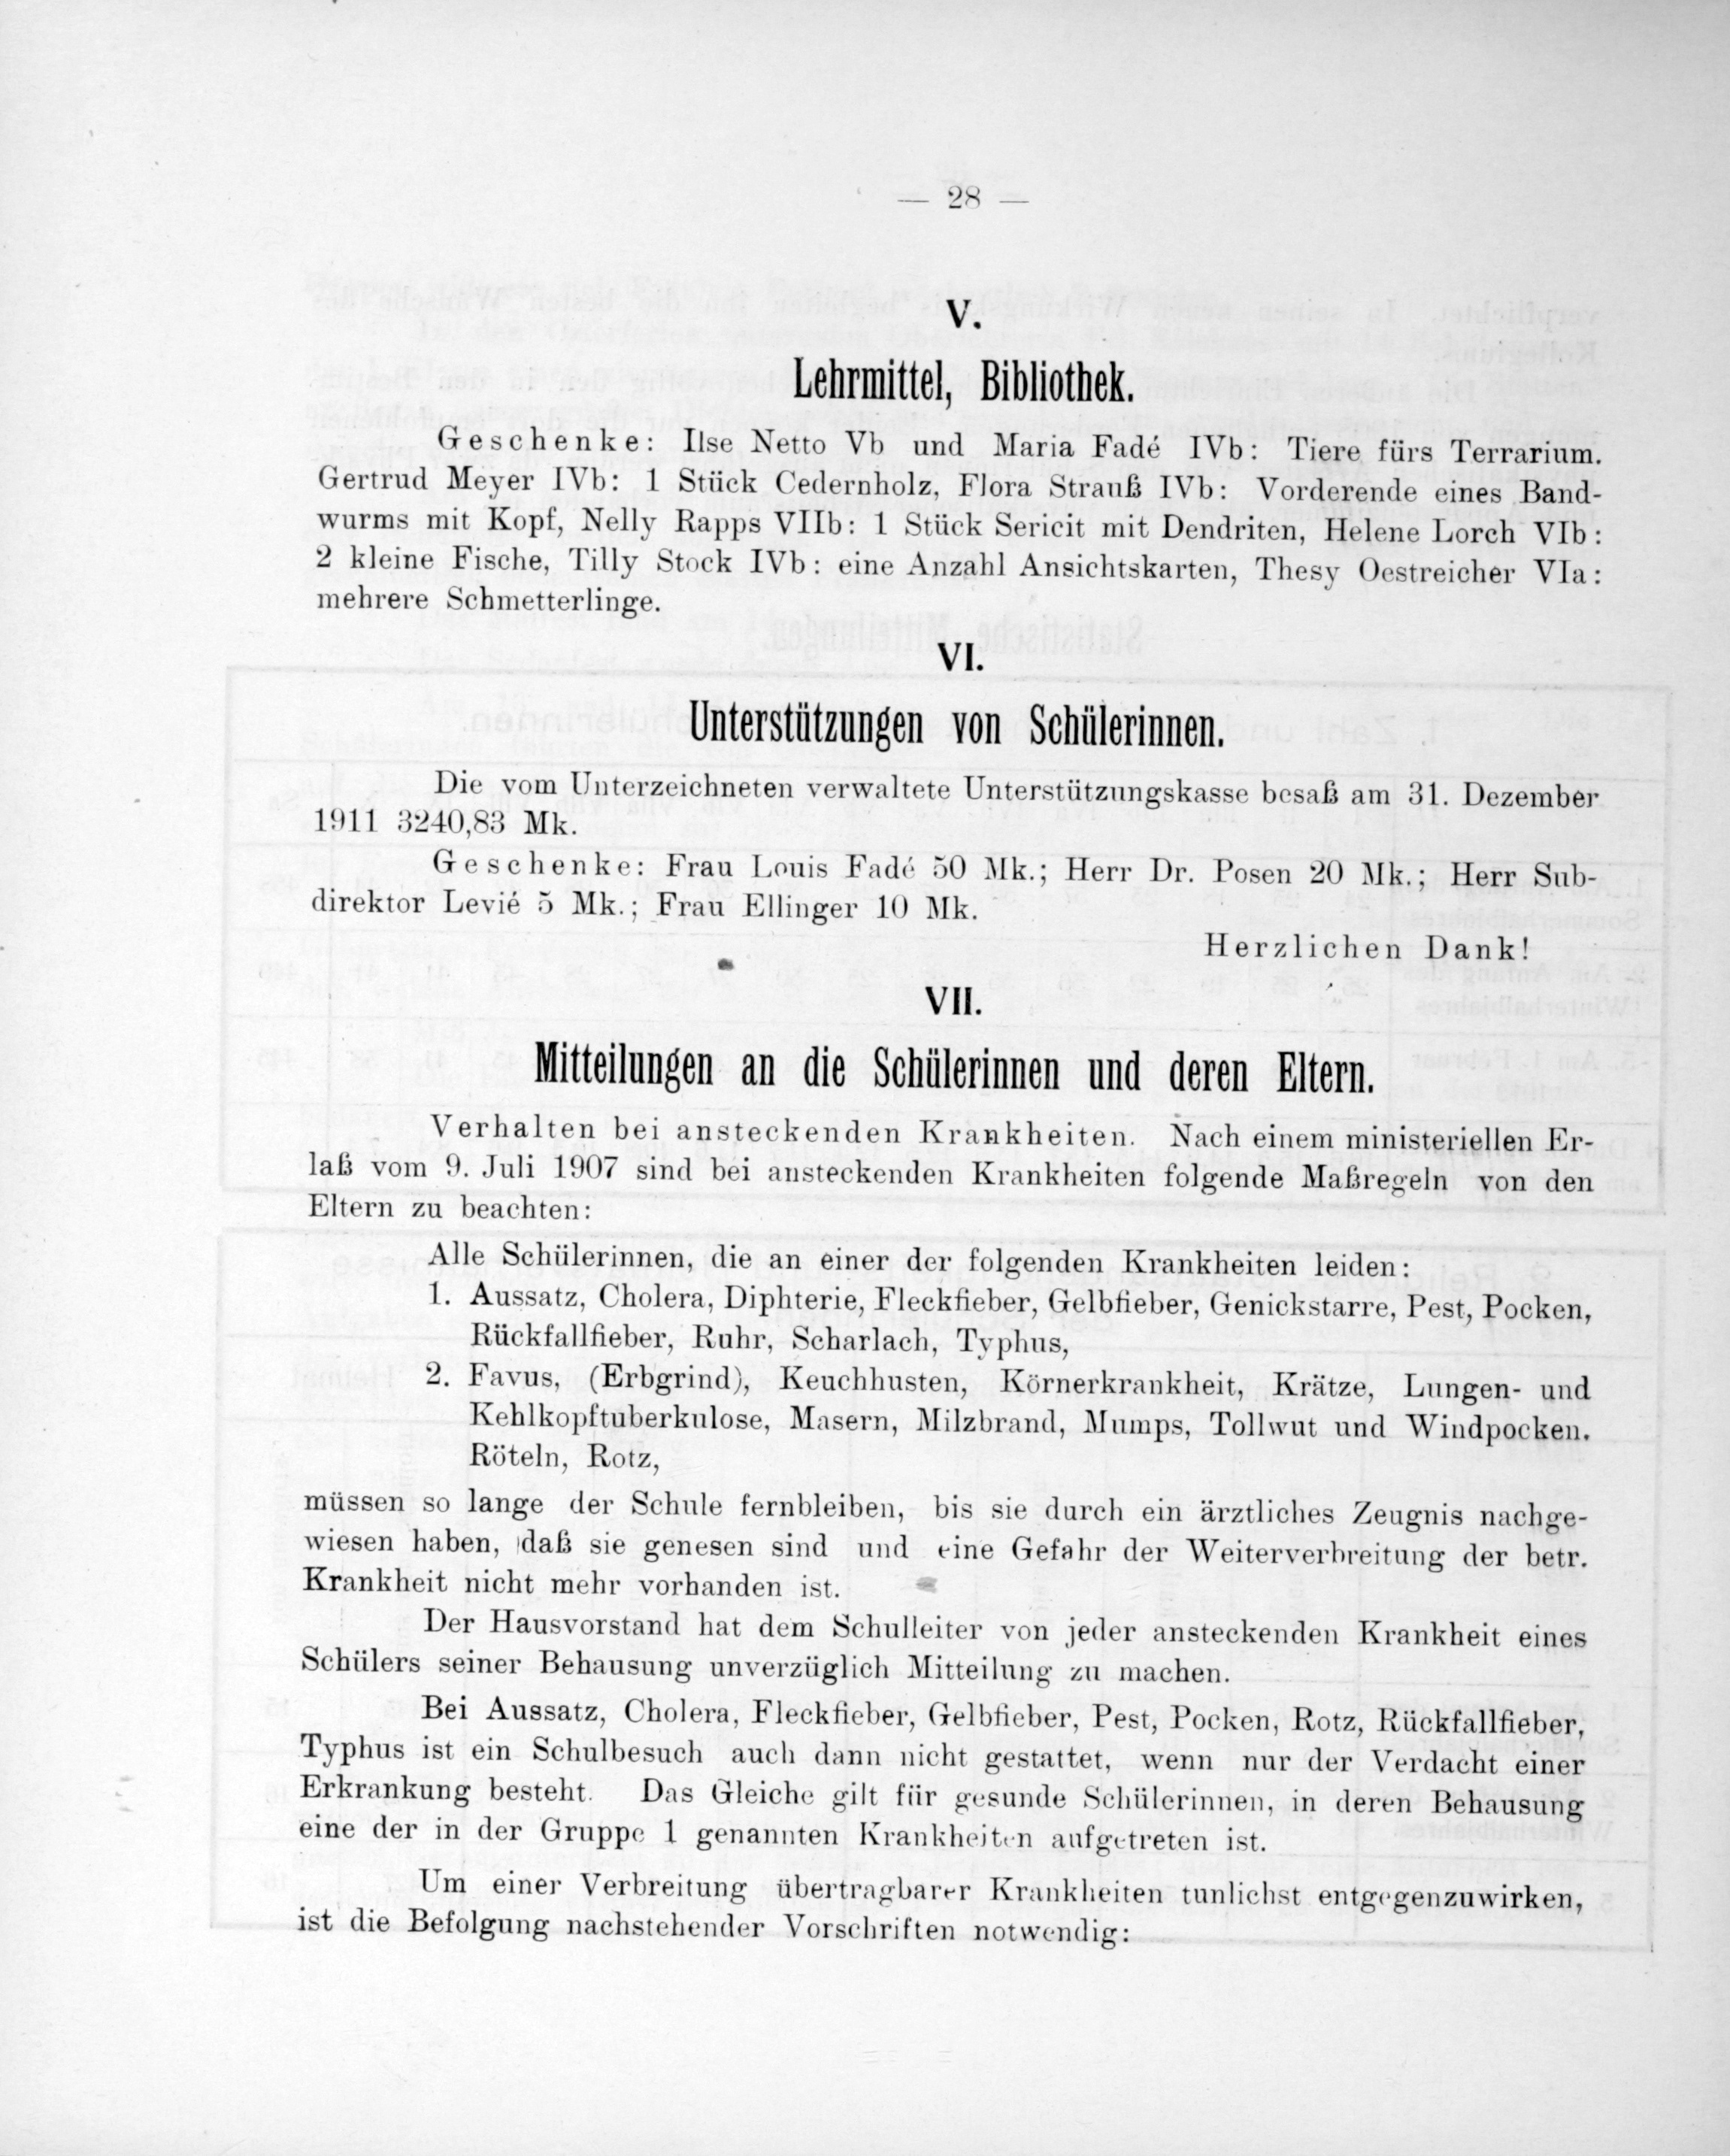 — 28 —
V.
Lehrmittel, Bibliothek.
Geschenke: Ilse Netto Vb und Maria Fadé IVb: Tiere fürs Terrarium.
Gertrud Meyer IVb: 1 Stück Cedernholz, Flora Strauß IVb: Vorderende eines Band-
wurms mit Kopf, Nelly Rapps VIIb: 1 Stück Sericit mit Dendriten, Helene Lorch VIb:
2 kleine Fische, Tilly Stock IVb: eine Anzahl Ansichtskarten, Thesy Oestreicher VIa:
mehrere Schmetterlinge.
VI.
Unterstützungen von Schülerinnen.
Die vom Unterzeichneten verwaltete Unterstützungskasse besaß am 31. Dezember
1911 3240,83 Mk.
Geschenke: Frau Louis Fadé 50 Mk.; Herr Dr. Posen 20 Mk.; Herr Sub-
direktor Levié 5 Mk.; Frau Ellinger 10 Mk.
Herzlichen Dank!
VII.
Mitteilungen an die Schülerinnen und deren Eltern.
Verhalten bei ansteckenden Krankheiten. Nach einem ministeriellen Er-
laß vom 9. Juli 1907 sind bei ansteckenden Krankheiten folgende Maßregeln von den
Eltern zu beachten:
Alle Schülerinnen, die an einer der folgenden Krankheiten leiden:
1. Aussatz, Cholera, Diphterie, Fleckfieber, Gelbfieber, Genickstarre, Pest, Pocken,
Rückfallfieber, Ruhr, Scharlach, Typhus,
2. Favus, (Erbgrind), Keuchhusten, Körnerkrankheit, Krätze, Lungen- und
Kehlkopftuberkulose, Masern, Milzbrand, Mumps, Tollwut und Windpocken.
Röteln, Rotz,
müssen so lange der Schule fernbleiben, bis sie durch ein ärztliches Zeugnis nachge-
wiesen haben, daß sie genesen sind und eine Gefahr der Weiterverbreitung der betr.
Krankheit nicht mehr vorhanden ist.
Der Hausvorstand hat dem Schulleiter von jeder ansteckenden Krankheit eines
Schülers seiner Behausung unverzüglich Mitteilung zu machen.
Bei Aussatz, Cholera, Fleckfieber, Gelbfieber, Pest, Pocken, Rotz, Rückfallfieber,
Typhus ist ein Schulbesuch auch dann nicht gestattet, wenn nur der Verdacht einer
Erkrankung besteht. Das Gleiche gilt für gesunde Schülerinnen, in deren Behausung
eine der in der Gruppe 1 genannten Krankheiten aufgetreten ist.
Um einer Verbreitung übertragbarer Krankheiten tunlichst entgegenzuwirken,
ist die Befolgung nachstehender Vorschriften notwendig: